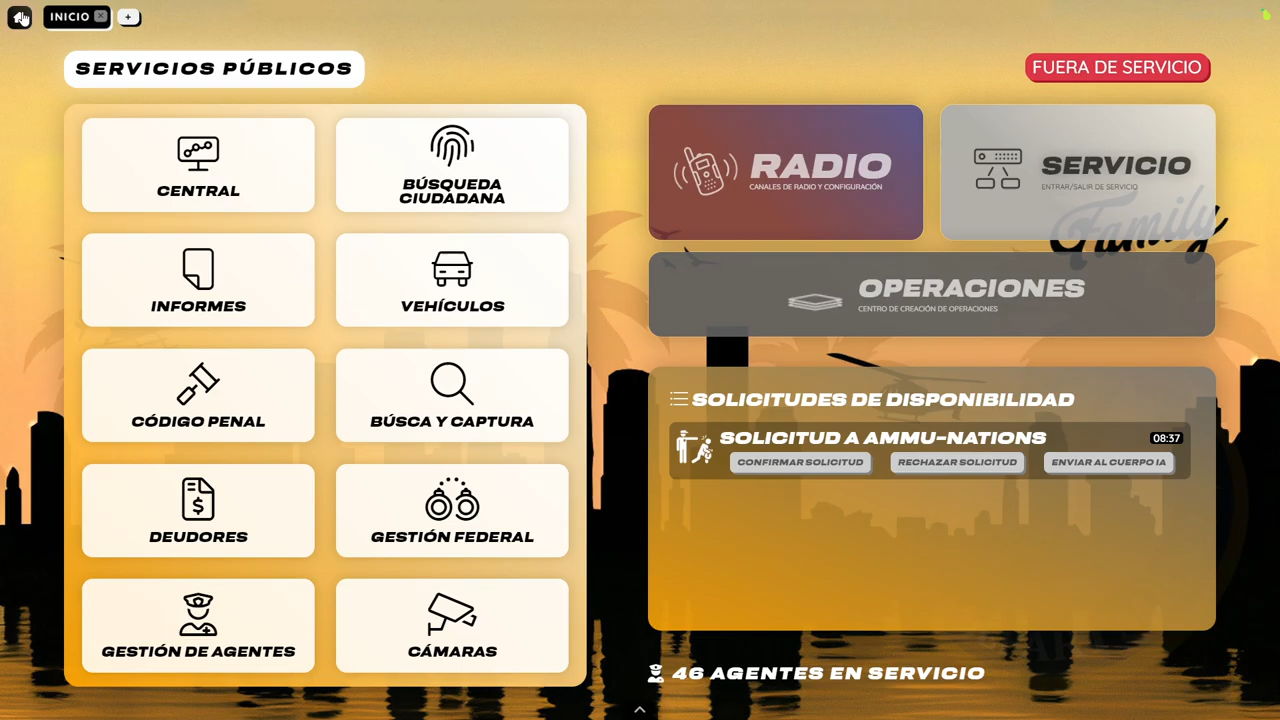 INICIO
+
SERVICIOS PÚBLICOS
FUERA DE SERVICIO
CENTRAL
BÚSQUEDA
CIUDADANA
INFORMES
VEHÍCULOS
CÓDIGO PENAL
BÚSCA Y CAPTURA
DEUDORES
GESTIÓN FEDERAL
GESTIÓN DE AGENTES
CÁMARAS
RADIO
CANALES DE RADIO Y CONFIGURACIÓN
SERVICIO
ENTRAR/SALIR DE SERVICIO
Family
OPERACIONES
CENTRO DE CREACIÓN DE OPERACIONES
SOLICITUDES DE DISPONIBILIDAD
SOLICITUD A AMMU-NATIONS
08:37
CONFIRMAR SOLICITUD
RECHAZAR SOLICITUD
ENVIAR AL CUERPO IA
46 AGENTES EN SERVICIO